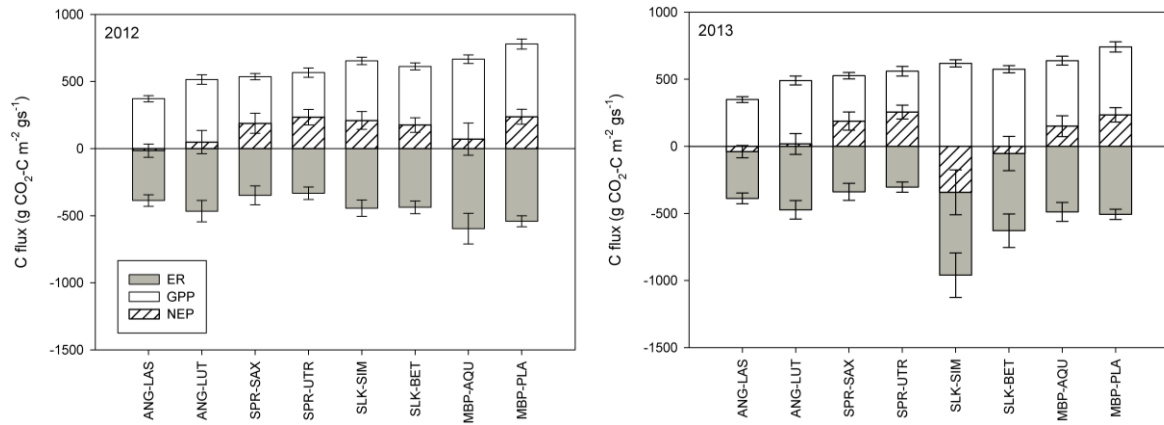 2012
C flux (g CO₂-C m⁻² gs⁻¹)
1000
500
0
-500
-1000
-1500
ER
GPP
NEP
ANG-LAS
ANG-LUT
SPR-SAX
SPR-UTR
SLK-SIM
SLK-BET
MBP-AQU
MBP-PLA
2013
C flux (g CO₂-C m⁻² gs⁻¹)
1000
500
0
-500
-1000
-1500
ANG-LAS
ANG-LUT
SPR-SAX
SPR-UTR
SLK-SIM
SLK-BET
MBP-AQU
MBP-PLA